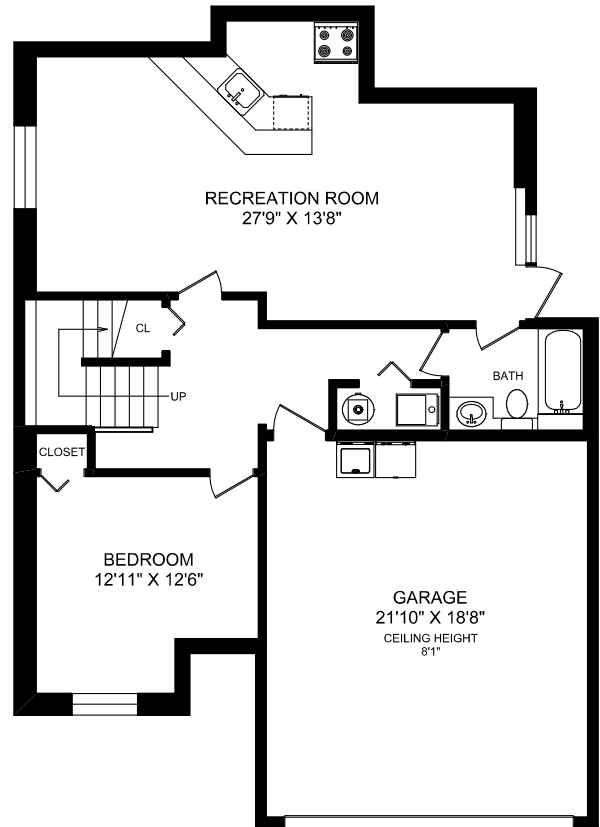 RECREATION ROOM
27'9" X 13'8"
CL
UP
BATH
CLOSET
BEDROOM
12'11" X 12'6"
GARAGE
21'10" X 18'8"
CEILING HEIGHT
8'1"